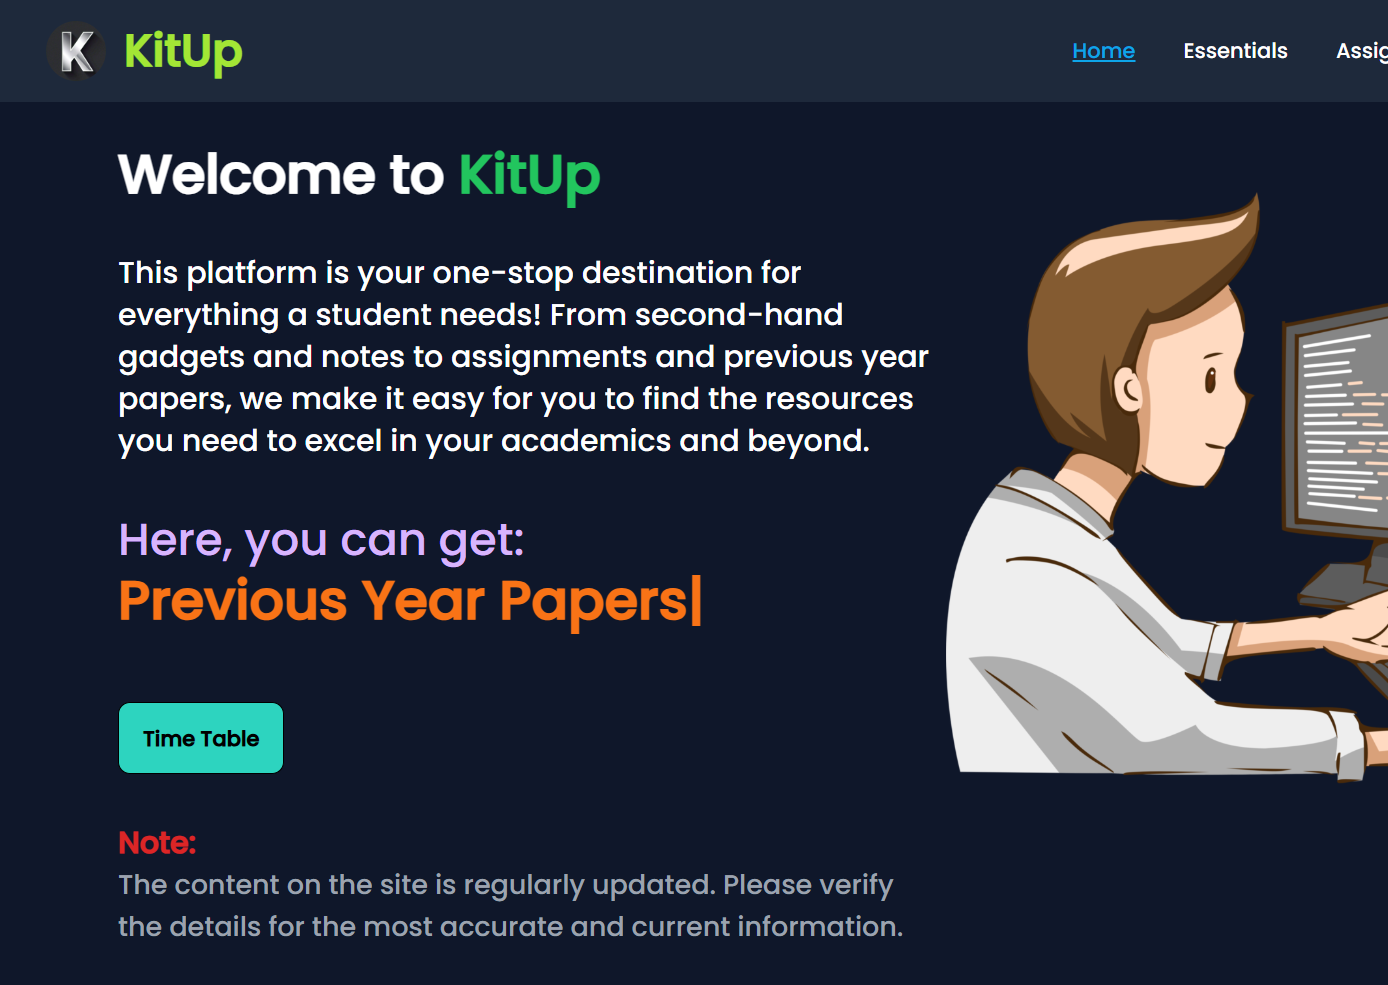 K KitUp
Home Essentials Assig
Welcome to KitUp
This platform is your one-stop destination for
everything a student needs! From second-hand
gadgets and notes to assignments and previous year
papers, we make it easy for you to find the resources
you need to excel in your academics and beyond.
Here, you can get:
Previous Year Papers|
Time Table
Note:
The content on the site is regularly updated. Please verify
the details for the most accurate and current information.